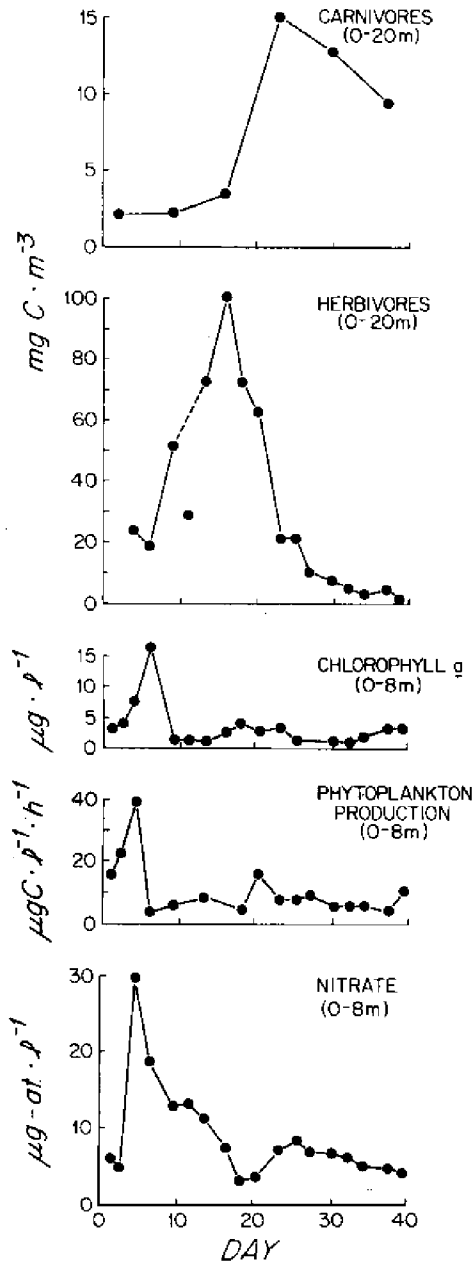 CARNIVORES
(0-20m)
15
10
5
0
mg C · m⁻³
HERBIVORES
(0-20m)
100
80
60
40
20
0
CHLOROPHYLL a
(0-8m)
15
10
5
0
μg · ℓ⁻¹
PHYTOPLANKTON
PRODUCTION
(0-8m)
40
20
0
μgC · ℓ⁻¹ · h⁻¹
NITRATE
(0-8m)
30
20
10
0
μg-at · ℓ⁻¹
0 10 20 30 40
DAY